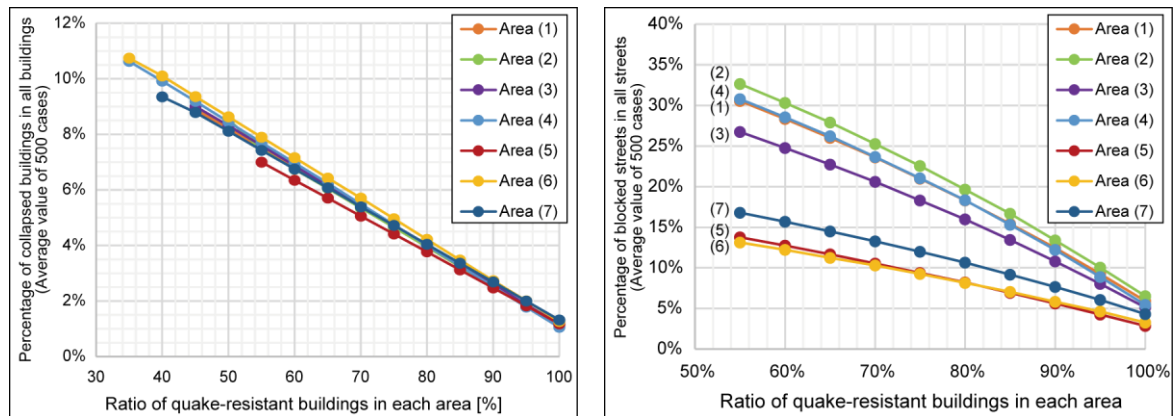 12%
10%
8%
6%
4%
2%
0%
30 40 50 60 70 80 90 100
Percentage of collapsed buildings in all buildings
(Average value of 500 cases)
Ratio of quake-resistant buildings in each area [%]
Area (1)
Area (2)
Area (3)
Area (4)
Area (5)
Area (6)
Area (7)
40%
35%
30%
25%
20%
15%
10%
5%
0%
50% 60% 70% 80% 90% 100%
Percentage of blocked streets in all streets
(Average value of 500 cases)
Ratio of quake-resistant buildings in each area
(2)
(4)
(1)
(3)
(7)
(5)
(6)
Area (1)
Area (2)
Area (3)
Area (4)
Area (5)
Area (6)
Area (7)